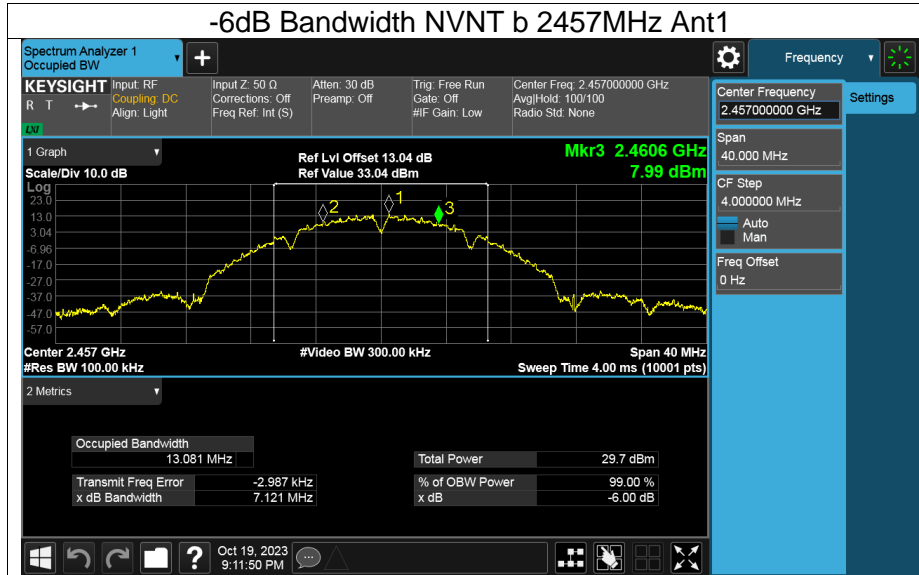 -6dB Bandwidth NVNT b 2457MHz Ant1
Spectrum Analyzer 1
Occupied BW
Frequency
KEYSIGHT
R T
LXI
Input: RF
Coupling: DC
Align: Light
Input Z: 50 Ω
Corrections: Off
Freq Ref: Int (S)
Atten: 30 dB
Preamp: Off
Trig: Free Run
Gate: Off
#IF Gain: Low
Center Freq: 2.457000000 GHz
Avg|Hold: 100/100
Radio Std: None
Center Frequency
2.457000000 GHz
Settings
Span
40.000 MHz
CF Step
4.000000 MHz
Auto
Man
Freq Offset
0 Hz
1 Graph
Scale/Div 10.0 dB
Ref Lvl Offset 13.04 dB
Ref Value 33.04 dBm
Mkr3 2.4606 GHz
7.99 dBm
Log
23.0
13.0
3.04
-6.96
-17.0
-27.0
-37.0
-47.0
-57.0
2
1
3
Center 2.457 GHz
#Video BW 300.00 kHz
Span 40 MHz
#Res BW 100.00 kHz
Sweep Time 4.00 ms (10001 pts)
2 Metrics
Occupied Bandwidth
13.081 MHz
Total Power 29.7 dBm
Transmit Freq Error -2.987 kHz
% of OBW Power 99.00 %
x dB Bandwidth 7.121 MHz
x dB -6.00 dB
Oct 19, 2023
9:11:50 PM